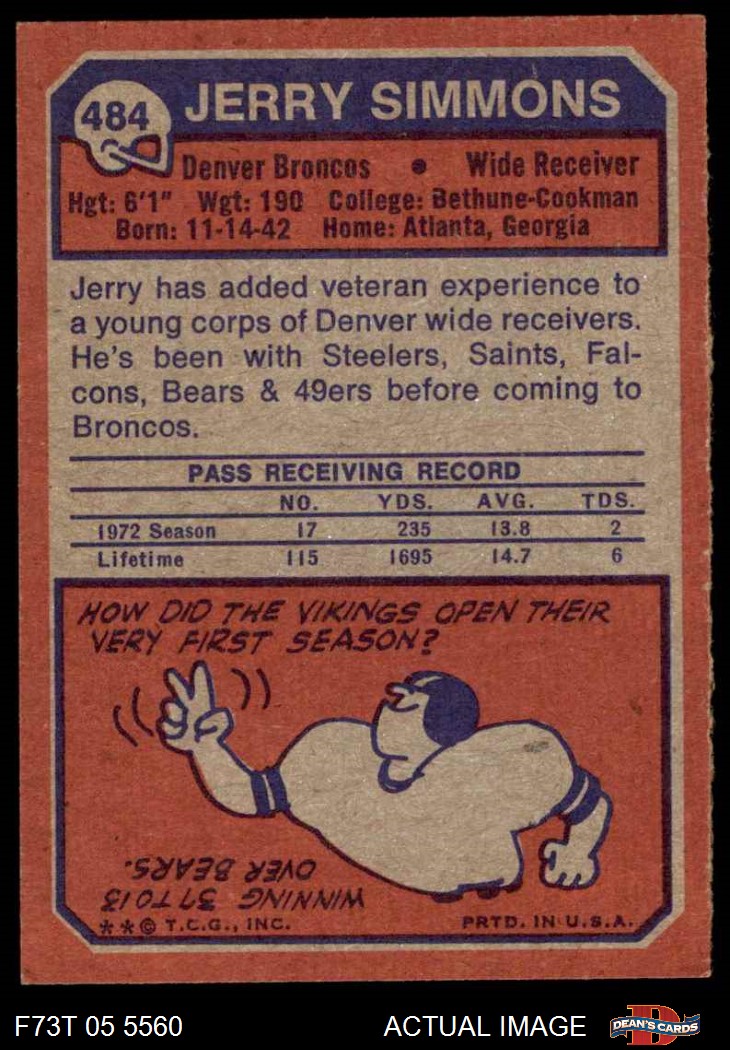 484
JERRY SIMMONS
Denver Broncos • Wide Receiver
Hgt: 6'1" Wgt: 190 College: Bethune-Cookman
Born: 11-14-42 Home: Atlanta, Georgia
Jerry has added veteran experience to
a young corps of Denver wide receivers.
He's been with Steelers, Saints, Fal-
cons, Bears & 49ers before coming to
Broncos.
PASS RECEIVING RECORD
NO. YDS. AVG. TDS.
1972 Season 17 235 13.8 2
Lifetime 115 1695 14.7 6
HOW DID THE VIKINGS OPEN THEIR
VERY FIRST SEASON?
WINNING 37 TO 13
OVER BEARS.
**© T.C.G., INC. PRTD. IN U.S.A.
F73T 05 5560 ACTUAL IMAGE
D
DEAN'S CARDS